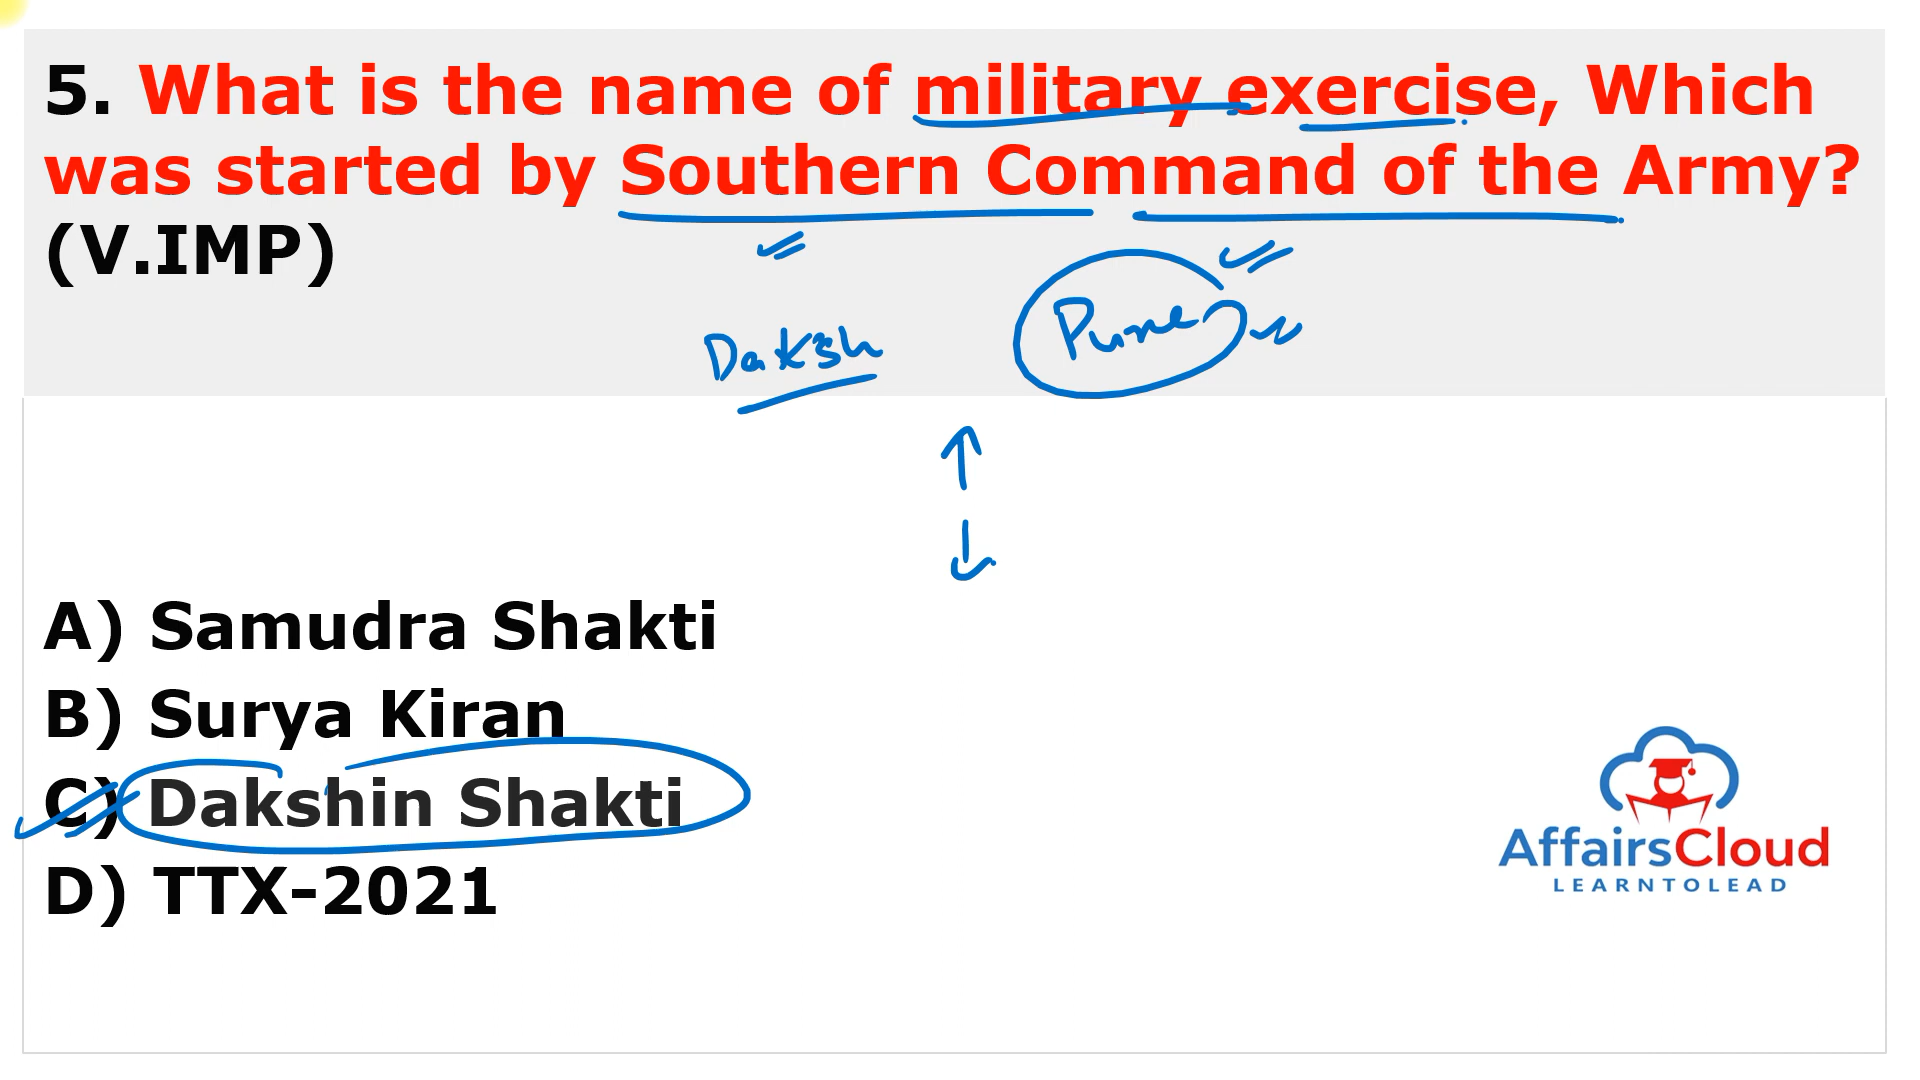 5. What is the name of military exercise, Which
was started by Southern Command of the Army?
(V.IMP)
Daksh
Pune
A) Samudra Shakti
B) Surya Kiran
C) Dakshin Shakti
D) TTX-2021
AffairsCloud
LEARNTOLEAD